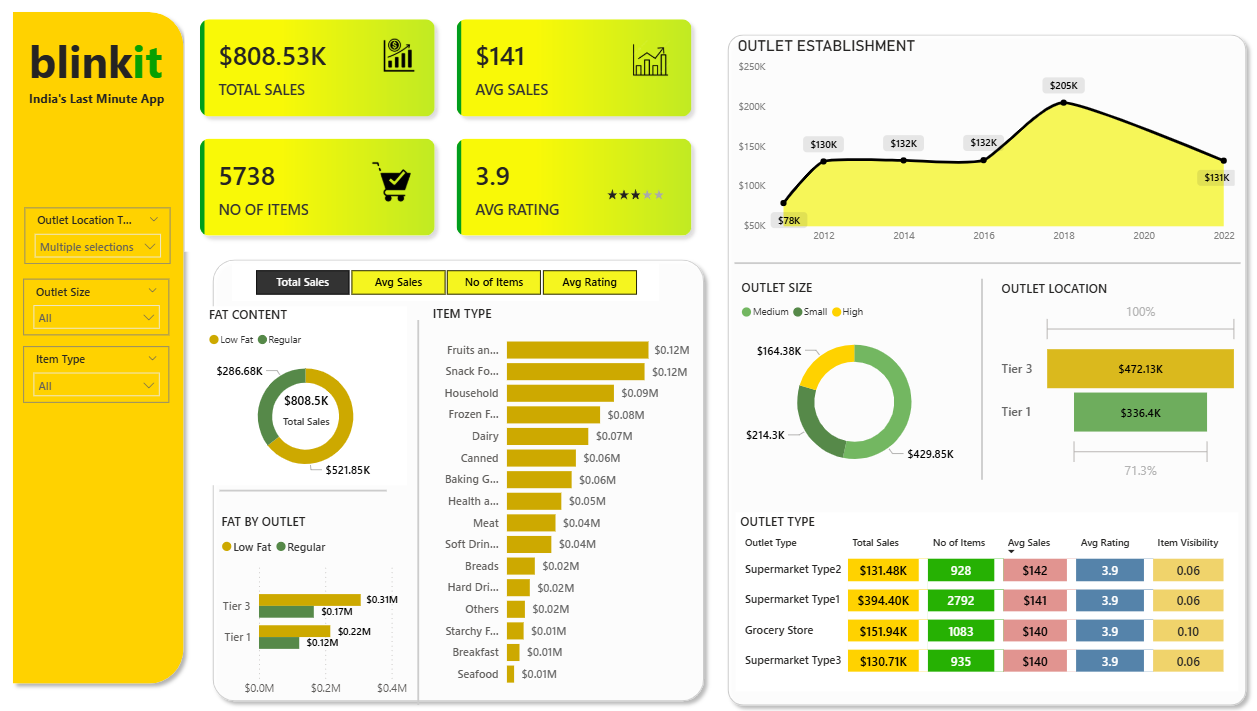 blinkit
India's Last Minute App
Outlet Location T...
Multiple selections
Outlet Size
All
Item Type
All
$808.53K
TOTAL SALES
$141
AVG SALES
5738
NO OF ITEMS
3.9
AVG RATING
★★★★★
Total Sales Avg Sales No of Items Avg Rating
FAT CONTENT
Low Fat Regular
$286.68K
$808.5K
Total Sales
$521.85K
FAT BY OUTLET
Low Fat Regular
Tier 3 $0.31M
$0.17M
Tier 1 $0.22M
$0.12M
$0.0M $0.2M $0.4M
ITEM TYPE
Fruits an... $0.12M
Snack Fo... $0.12M
Household $0.09M
Frozen F... $0.08M
Dairy $0.07M
Canned $0.06M
Baking G... $0.06M
Health a... $0.05M
Meat $0.04M
Soft Drin... $0.04M
Breads $0.02M
Hard Dri... $0.02M
Others $0.02M
Starchy F... $0.01M
Breakfast $0.01M
Seafood $0.01M
OUTLET ESTABLISHMENT
$250K
$200K
$150K
$100K
$50K
$78K
$130K
$132K
$132K
$205K
$131K
2012 2014 2016 2018 2020 2022
OUTLET SIZE
Medium Small High
$164.38K
$214.3K
$429.85K
OUTLET LOCATION
100%
Tier 3 $472.13K
Tier 1 $336.4K
71.3%
OUTLET TYPE
Outlet Type Total Sales No of Items Avg Sales Avg Rating Item Visibility
Supermarket Type2 $131.48K 928 $142 3.9 0.06
Supermarket Type1 $394.40K 2792 $141 3.9 0.06
Grocery Store $151.94K 1083 $140 3.9 0.10
Supermarket Type3 $130.71K 935 $140 3.9 0.06